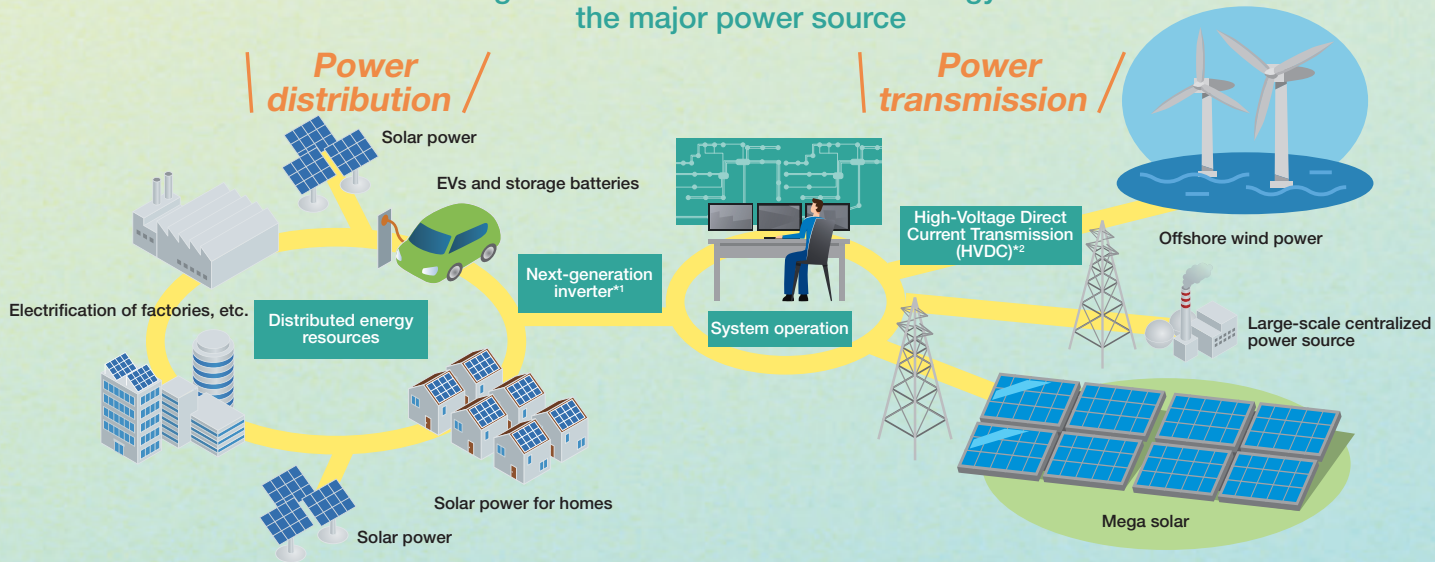 the major power source
Power
distribution
Power
transmission
Solar power
EVs and storage batteries
High-Voltage Direct
Current Transmission
(HVDC)*2
Offshore wind power
Next-generation
inverter*1
Electrification of factories, etc.
Distributed energy
resources
System operation
Large-scale centralized
power source
Solar power for homes
Mega solar
Solar power